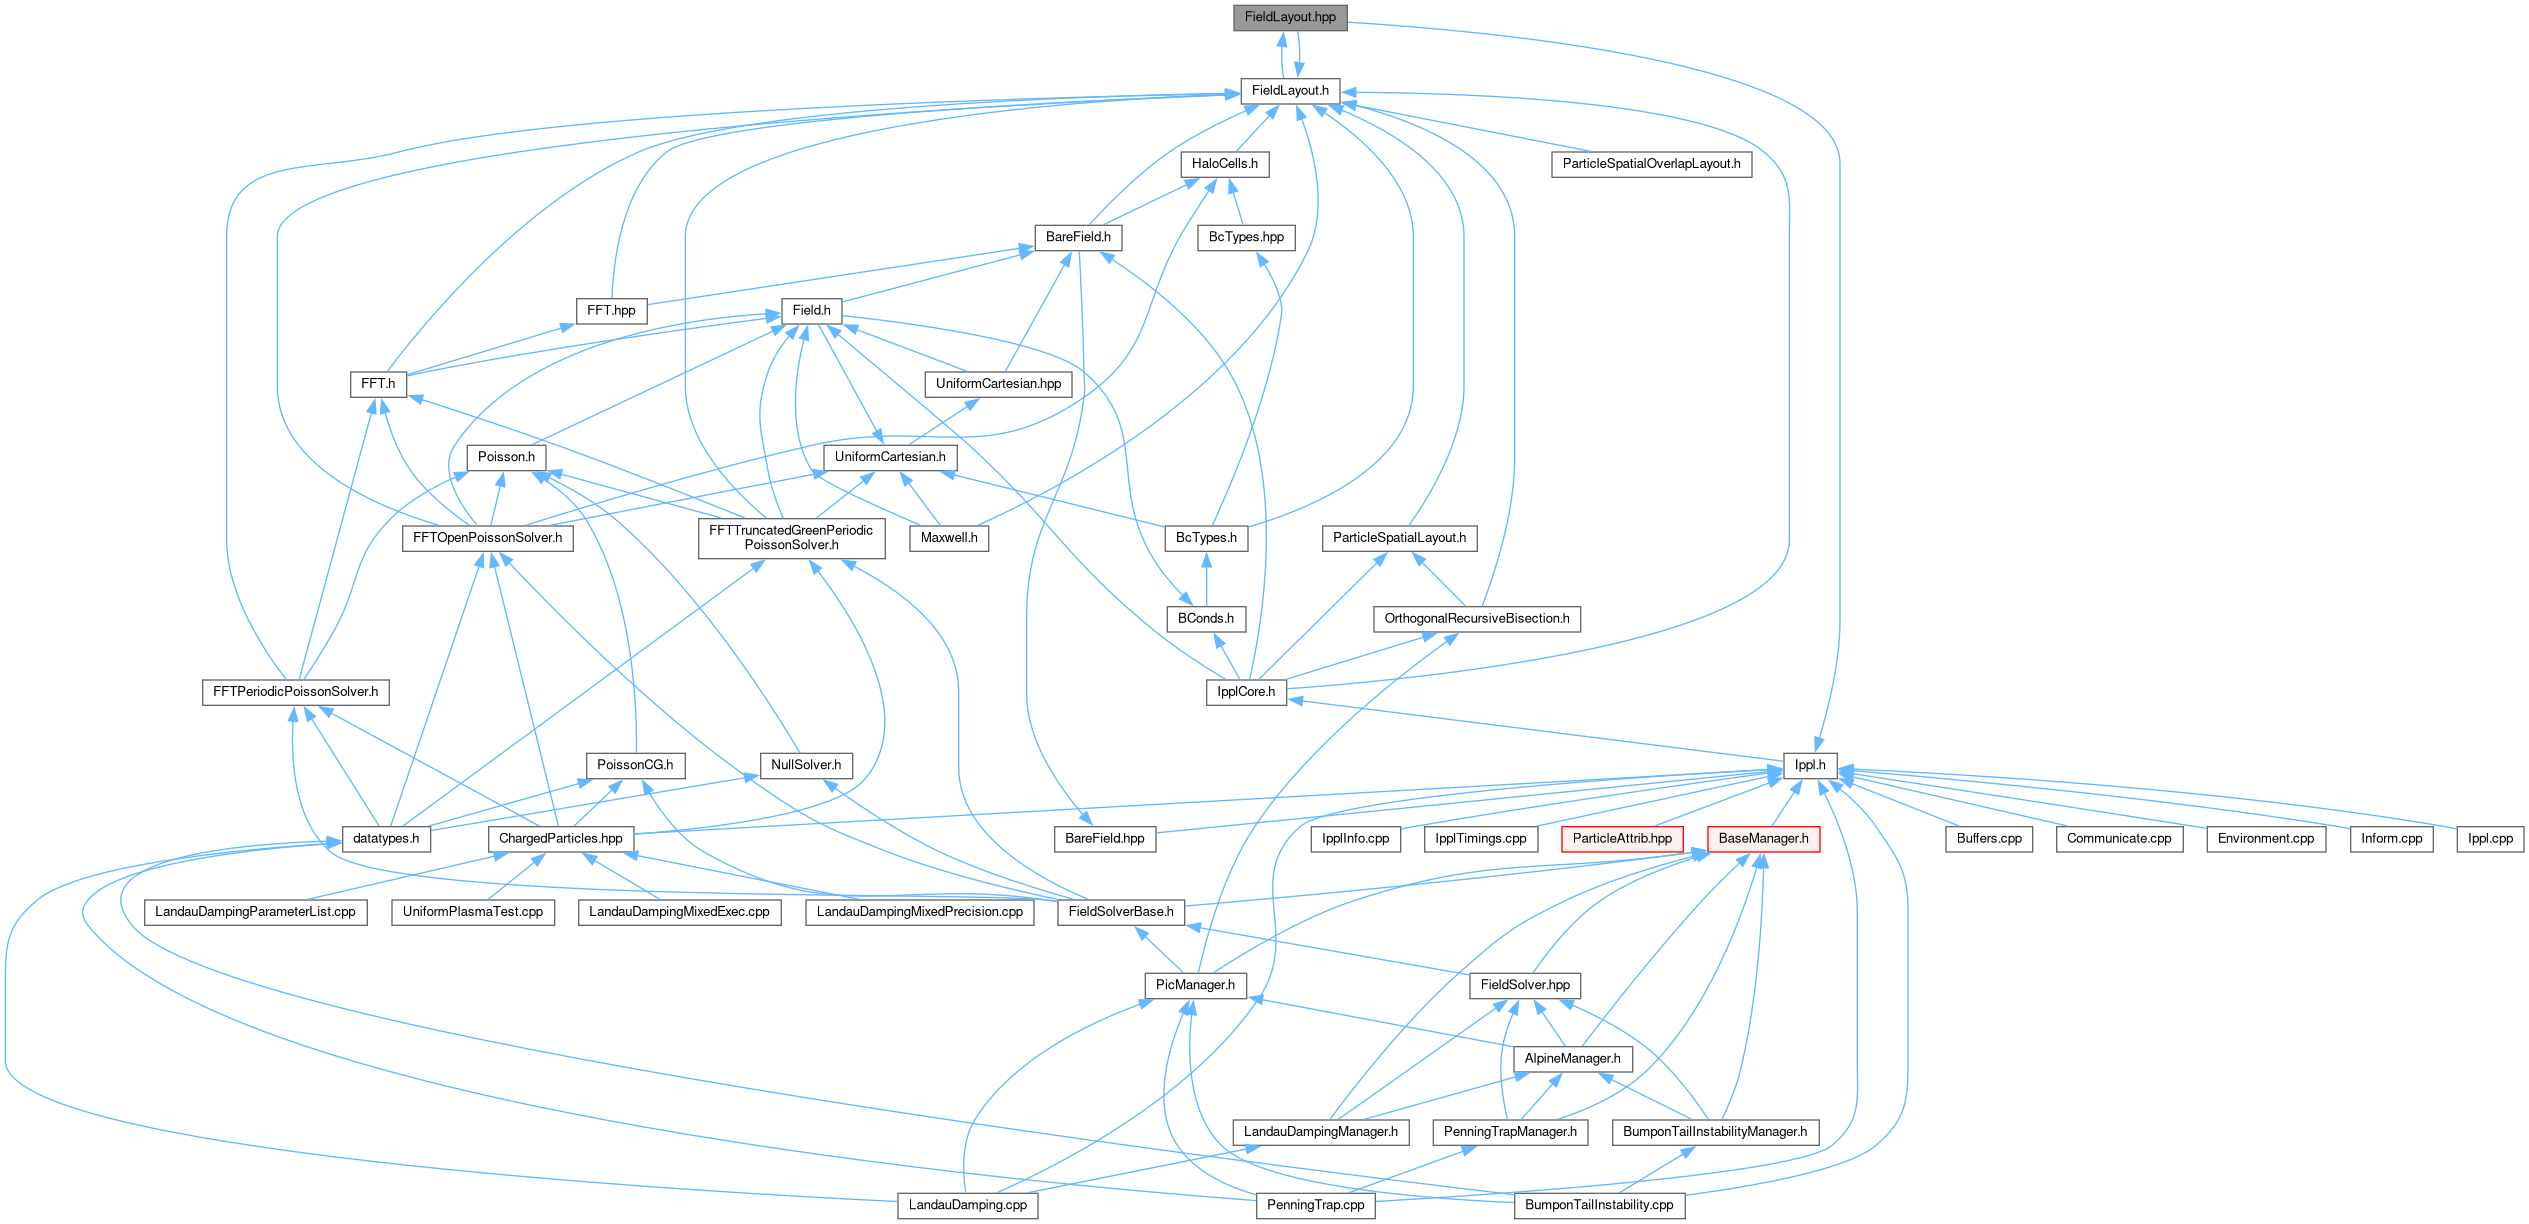 FieldLayout.hpp
FieldLayout.h
HaloCells.h
ParticleSpatialOverlapLayout.h
BareField.h
BcTypes.hpp
FFT.hpp
Field.h
FFT.h
UniformCartesian.hpp
Poisson.h
UniformCartesian.h
FFTOpenPoissonSolver.h
FFTTruncatedGreenPeriodic
PoissonSolver.h
Maxwell.h
BcTypes.h
ParticleSpatialLayout.h
BConds.h
OrthogonalRecursiveBisection.h
FFTPeriodicPoissonSolver.h
IpplCore.h
PoissonCG.h
NullSolver.h
Ippl.h
datatypes.h
ChargedParticles.hpp
BareField.hpp
IpplInfo.cpp
IpplTimings.cpp
ParticleAttrib.hpp
BaseManager.h
Buffers.cpp
Communicate.cpp
Environment.cpp
Inform.cpp
Ippl.cpp
LandauDampingParameterList.cpp
UniformPlasmaTest.cpp
LandauDampingMixedExec.cpp
LandauDampingMixedPrecision.cpp
FieldSolverBase.h
PicManager.h
FieldSolver.hpp
AlpineManager.h
LandauDampingManager.h
PenningTrapManager.h
BumponTailInstabilityManager.h
LandauDamping.cpp
PenningTrap.cpp
BumponTailInstability.cpp